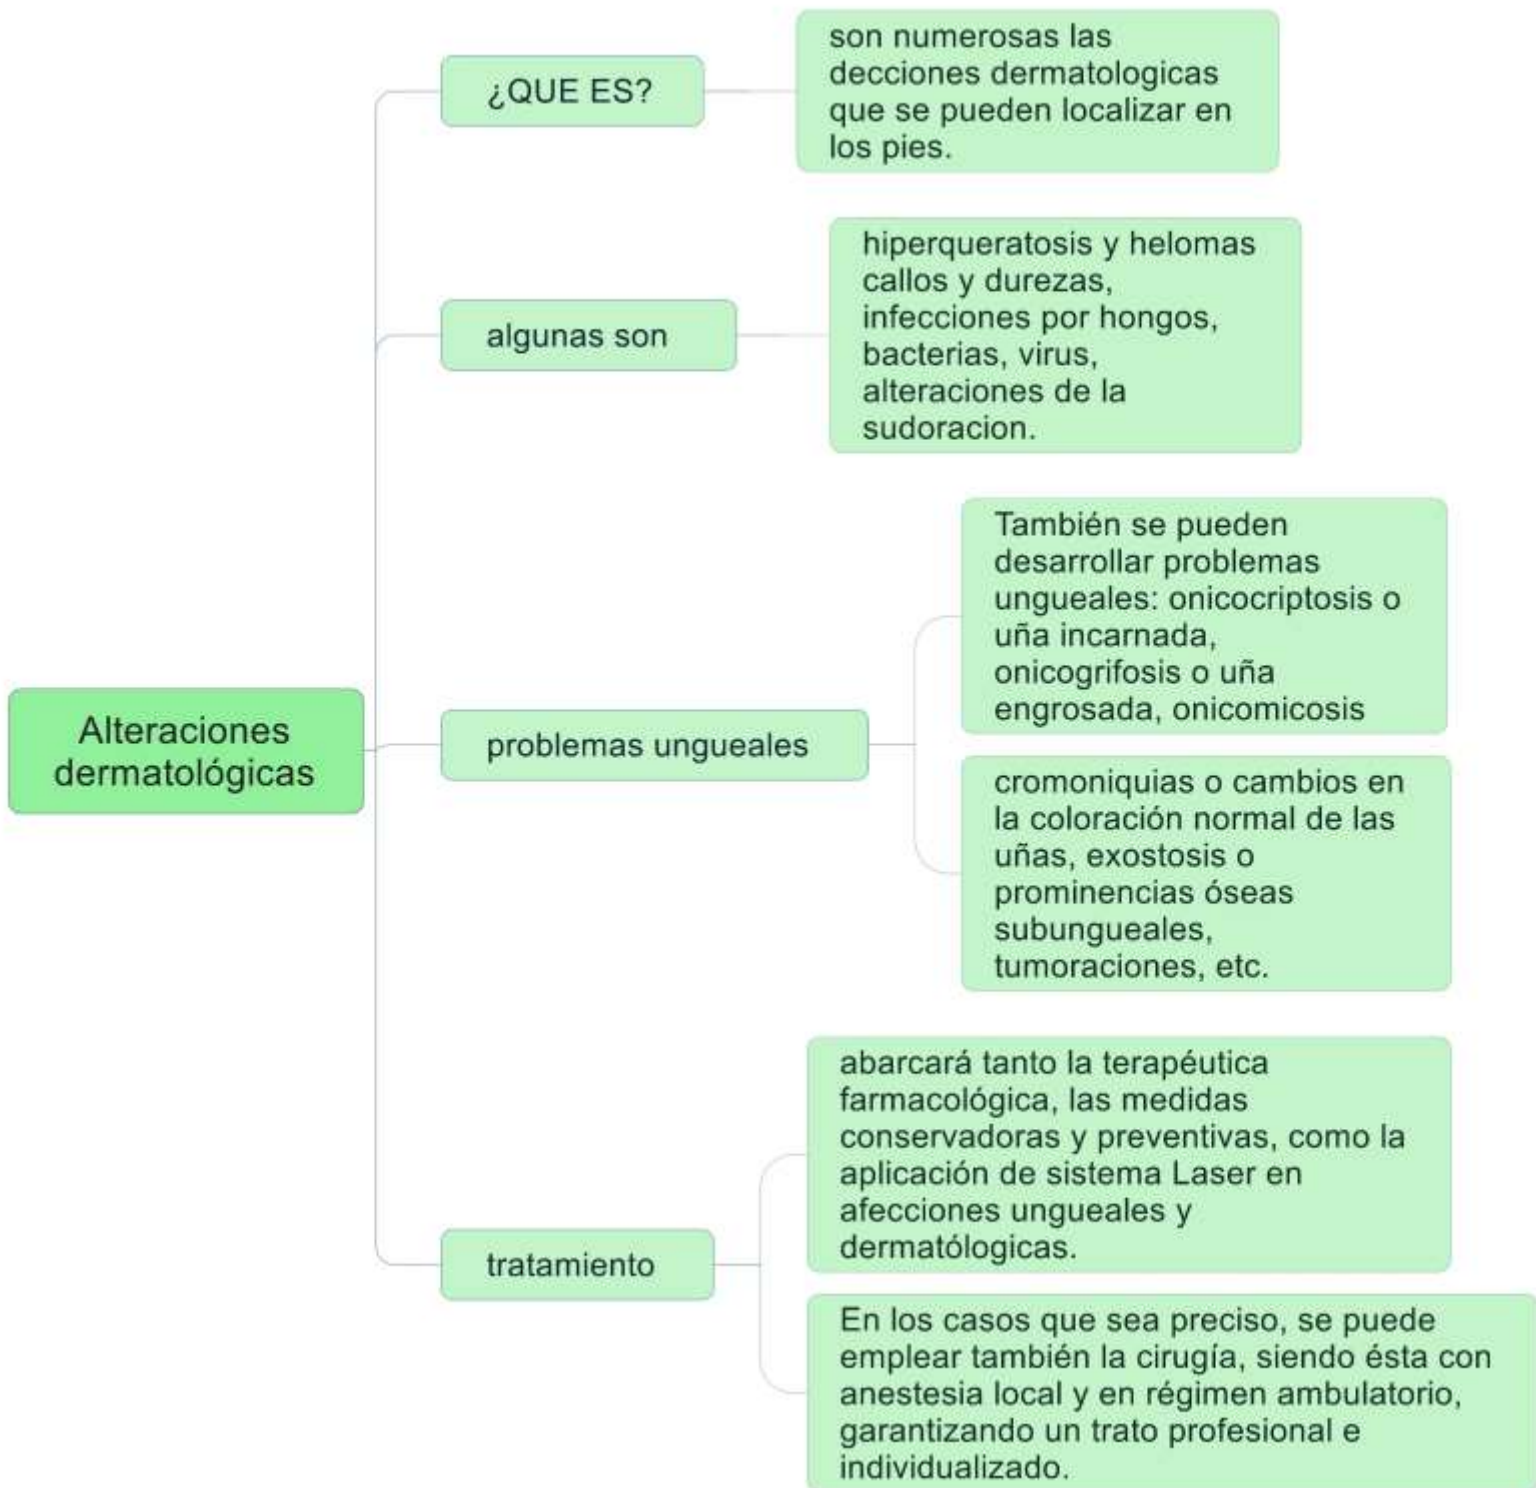 ¿QUE ES?
son numerosas las
decciones dermatologicas
que se pueden localizar en
los pies.
algunas son
hiperqueratosis y helomas
callos y durezas,
infecciones por hongos,
bacterias, virus,
alteraciones de la
sudoracion.
Alteraciones
dermatológicas
problemas ungueales
También se pueden
desarrollar problemas
ungueales: onicocriptosis o
uña incarnada,
onicogrifosis o uña
engrosada, onicomicosis
cromoniquias o cambios en
la coloración normal de las
uñas, exostosis o
prominencias óseas
subungueales,
tumoraciones, etc.
tratamiento
abarcará tanto la terapéutica
farmacológica, las medidas
conservadoras y preventivas, como la
aplicación de sistema Laser en
afecciones ungueales y
dermatólogicas.
En los casos que sea preciso, se puede
emplear también la cirugía, siendo ésta con
anestesia local y en régimen ambulatorio,
garantizando un trato profesional e
individualizado.